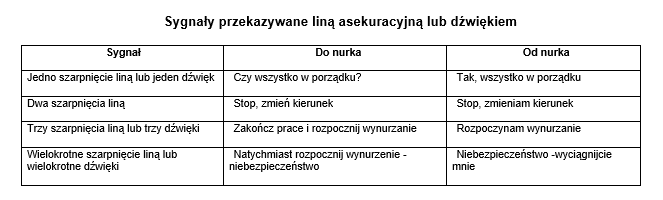 Sygnały przekazywane liną asekuracyjną lub dźwiękiem
Sygnał Do nurka Od nurka
Jedno szarpnięcie liną lub jeden dźwięk Czy wszystko w porządku? Tak, wszystko w porządku
Dwa szarpnięcia liną Stop, zmień kierunek Stop, zmieniam kierunek
Trzy szarpnięcia liną lub trzy dźwięki Zakończ prace i rozpocznij wynurzanie Rozpoczynam wynurzanie
Wielokrotne szarpnięcie liną lub
wielokrotne dźwięki
Natychmiast rozpocznij wynurzenie -
niebezpieczeństwo
Niebezpieczeństwo -wyciągnijcie
mnie